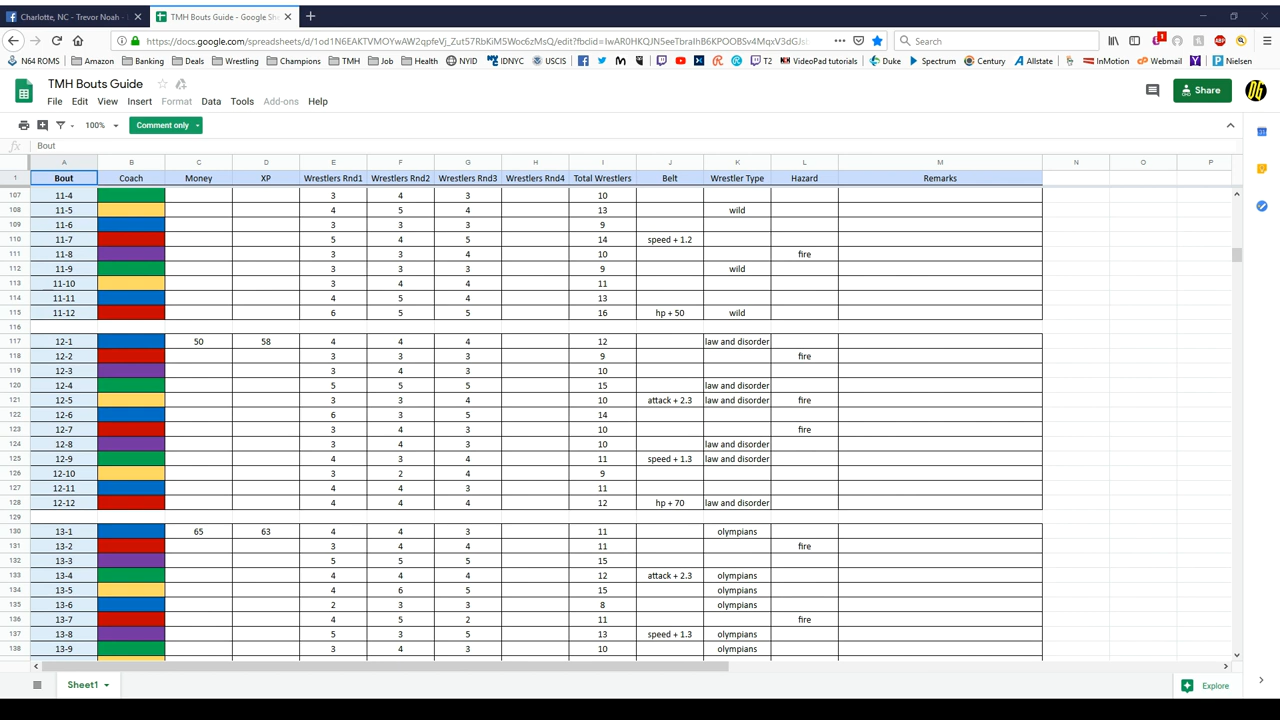 Charlotte, NC - Trevor Noah - L
TMH Bouts Guide - Google She
https://docs.google.com/spreadsheets/d/1od1N6EAKTVMOYwAW2qpfeVj_Zut57RbKiM5Woc6zMsQ/edit?fbclid=IwAR0HKQJN5eeTbraIhB6KPOOBSv4MqxV3dGJs
Search
N64 ROMS Amazon Banking Deals Wrestling Champions TMH Job Health NYID USCIS IDNYC T2 VideoPad tutorials Duke Spectrum Century Allstate InMotion Webmail Nielsen
TMH Bouts Guide
File Edit View Insert Format Data Tools Add-ons Help
Share
100% Comment only
fx Bout
A B C D E F G H I J K L M N O P
1 Bout Coach Money XP Wrestlers Rnd1 Wrestlers Rnd2 Wrestlers Rnd3 Wrestlers Rnd4 Total Wrestlers Belt Wrestler Type Hazard Remarks
107 11-4 3 4 3 10
108 11-5 4 5 4 13 wild
109 11-6 3 3 3 9
110 11-7 5 4 5 14 speed + 1.2
111 11-8 3 3 4 10 fire
112 11-9 3 3 3 9 wild
113 11-10 3 4 4 11
114 11-11 4 5 4 13
115 11-12 6 5 5 16 hp + 50 wild
116
117 12-1 50 58 4 4 4 12 law and disorder
118 12-2 3 3 3 9 fire
119 12-3 3 4 3 10
120 12-4 5 5 5 15 law and disorder
121 12-5 3 3 4 10 attack + 2.3 law and disorder fire
122 12-6 6 3 5 14
123 12-7 3 4 3 10 fire
124 12-8 3 4 3 10 law and disorder
125 12-9 4 3 4 11 speed + 1.3 law and disorder
126 12-10 3 2 4 9
127 12-11 4 4 3 11
128 12-12 4 4 4 12 hp + 70 law and disorder
129
130 13-1 65 63 4 4 3 11 olympians
131 13-2 3 4 4 11 fire
132 13-3 5 5 5 15
133 13-4 4 4 4 12 attack + 2.3 olympians
134 13-5 4 6 5 15 olympians
135 13-6 2 3 3 8 olympians
136 13-7 4 5 2 11 fire
137 13-8 5 3 5 13 speed + 1.3 olympians
138 13-9 3 4 3 10 olympians
Sheet1
Explore